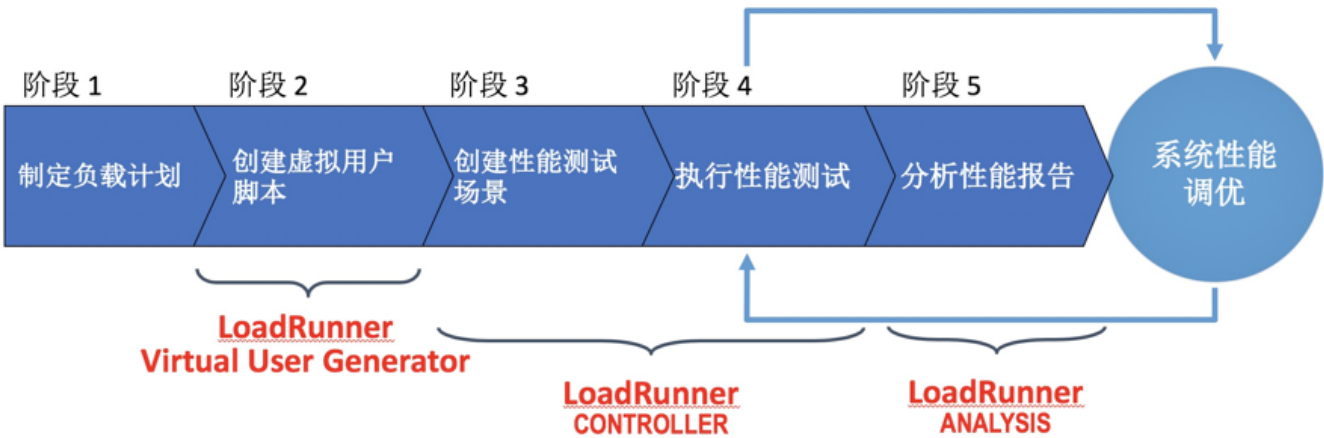 阶段 1
阶段 2
阶段 3
阶段 4
阶段 5
制定负载计划
创建虚拟用户
脚本
创建性能测试
场景
执行性能测试
分析性能报告
系统性能
调优
LoadRunner
Virtual User Generator
LoadRunner
CONTROLLER
LoadRunner
ANALYSIS